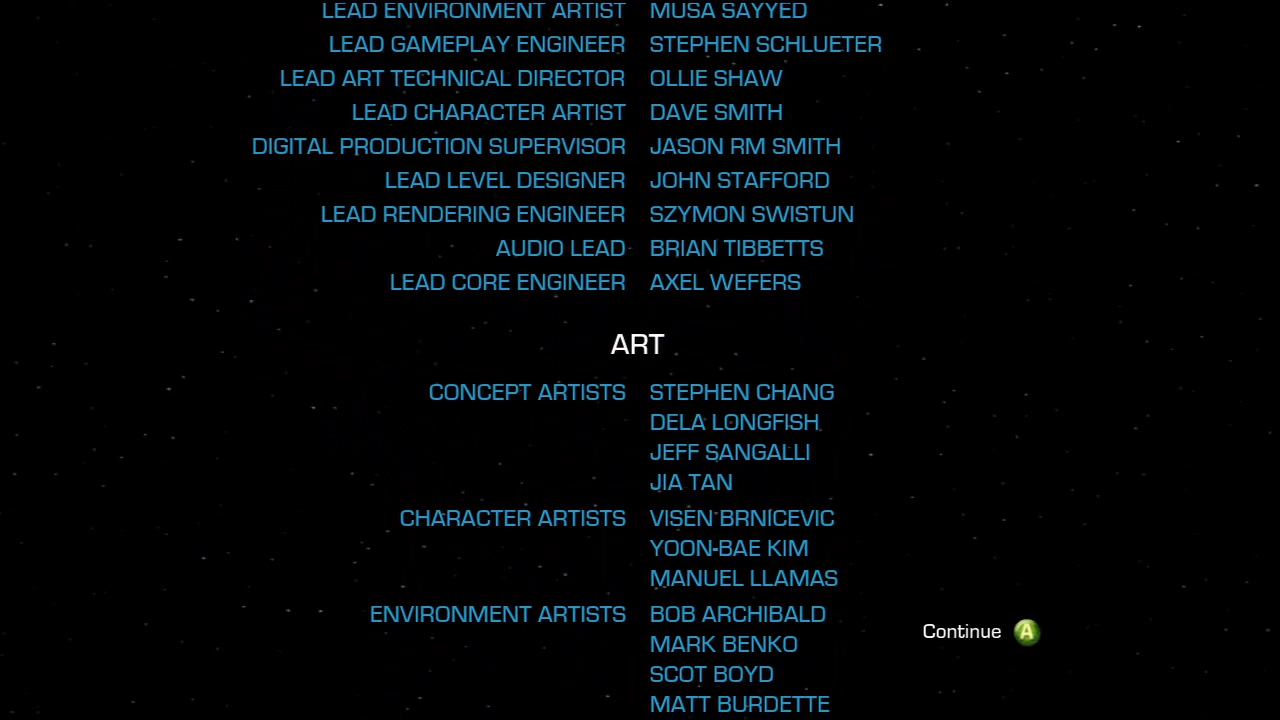 LEAD ENVIRONMENT ARTIST MUSA SAYYED
LEAD GAMEPLAY ENGINEER STEPHEN SCHLUETER
LEAD ART TECHNICAL DIRECTOR OLLIE SHAW
LEAD CHARACTER ARTIST DAVE SMITH
DIGITAL PRODUCTION SUPERVISOR JASON RM SMITH
LEAD LEVEL DESIGNER JOHN STAFFORD
LEAD RENDERING ENGINEER SZYMON SWISTUN
AUDIO LEAD BRIAN TIBBETTS
LEAD CORE ENGINEER AXEL WEFERS
ART
CONCEPT ARTISTS STEPHEN CHANG
DELA LONGFISH
JEFF SANGALLI
JIA TAN
CHARACTER ARTISTS VISEN BRNICEVIC
YOON-BAE KIM
MANUEL LLAMAS
ENVIRONMENT ARTISTS BOB ARCHIBALD
Continue A
MARK BENKO
SCOT BOYD
MATT BURDETTE